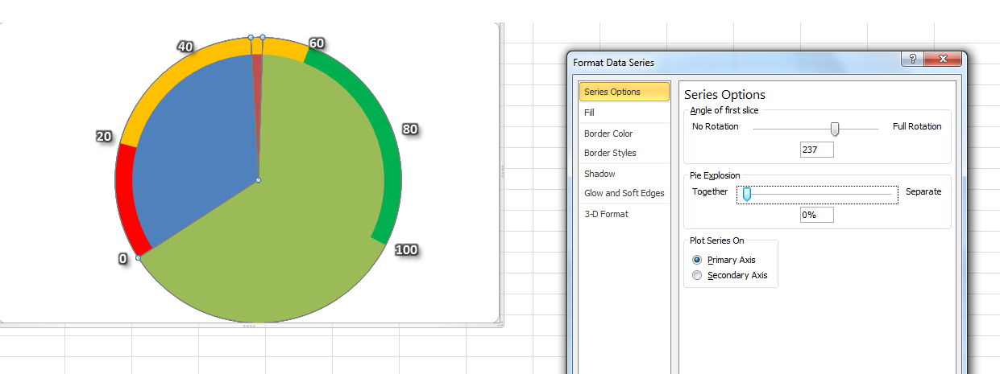 40
60
20
80
0
100
Format Data Series
?
X
Series Options
Fill
Border Color
Border Styles
Shadow
Glow and Soft Edges
3-D Format
Series Options
Angle of first slice
No Rotation
Full Rotation
237
Pie Explosion
Together
Separate
0%
Plot Series On
Primary Axis
Secondary Axis